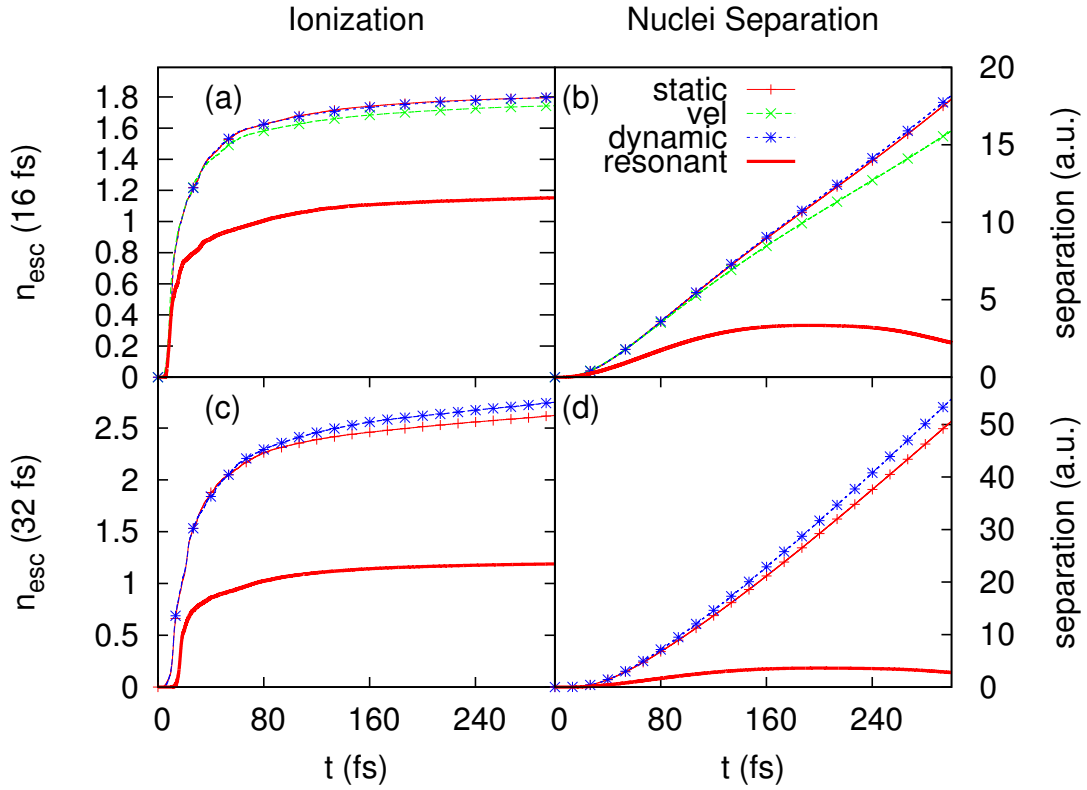 Ionization
Nuclei Separation
n_esc (16 fs)
1.8
1.6
1.4
1.2
1
0.8
0.6
0.4
0.2
0
(a)
(b)
static
vel
dynamic
resonant
20
15
10
5
0
separation (a.u.)
n_esc (32 fs)
2.5
2
1.5
1
0.5
0
(c)
(d)
50
40
30
20
10
0
separation (a.u.)
0 80 160 240
0 80 160 240
t (fs)
t (fs)